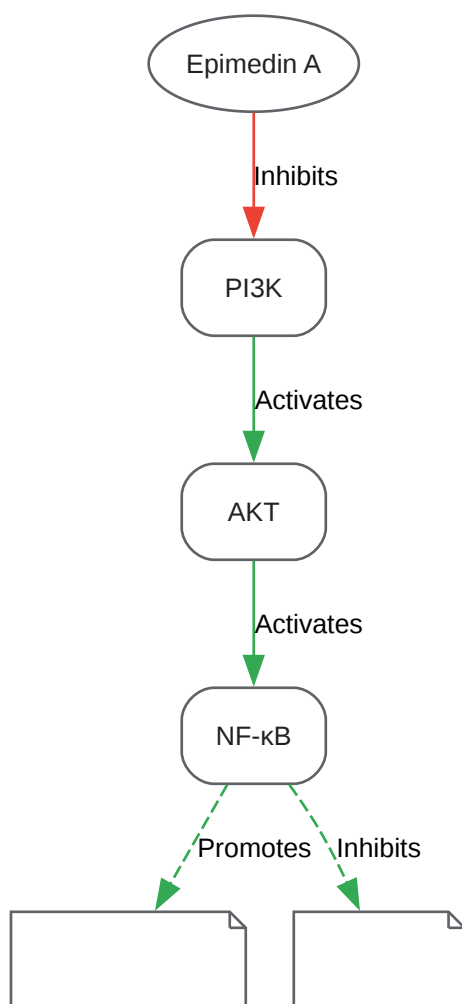 Epimedin A
Inhibits
PI3K
Activates
AKT
Activates
NF-κB
Promotes
Inhibits